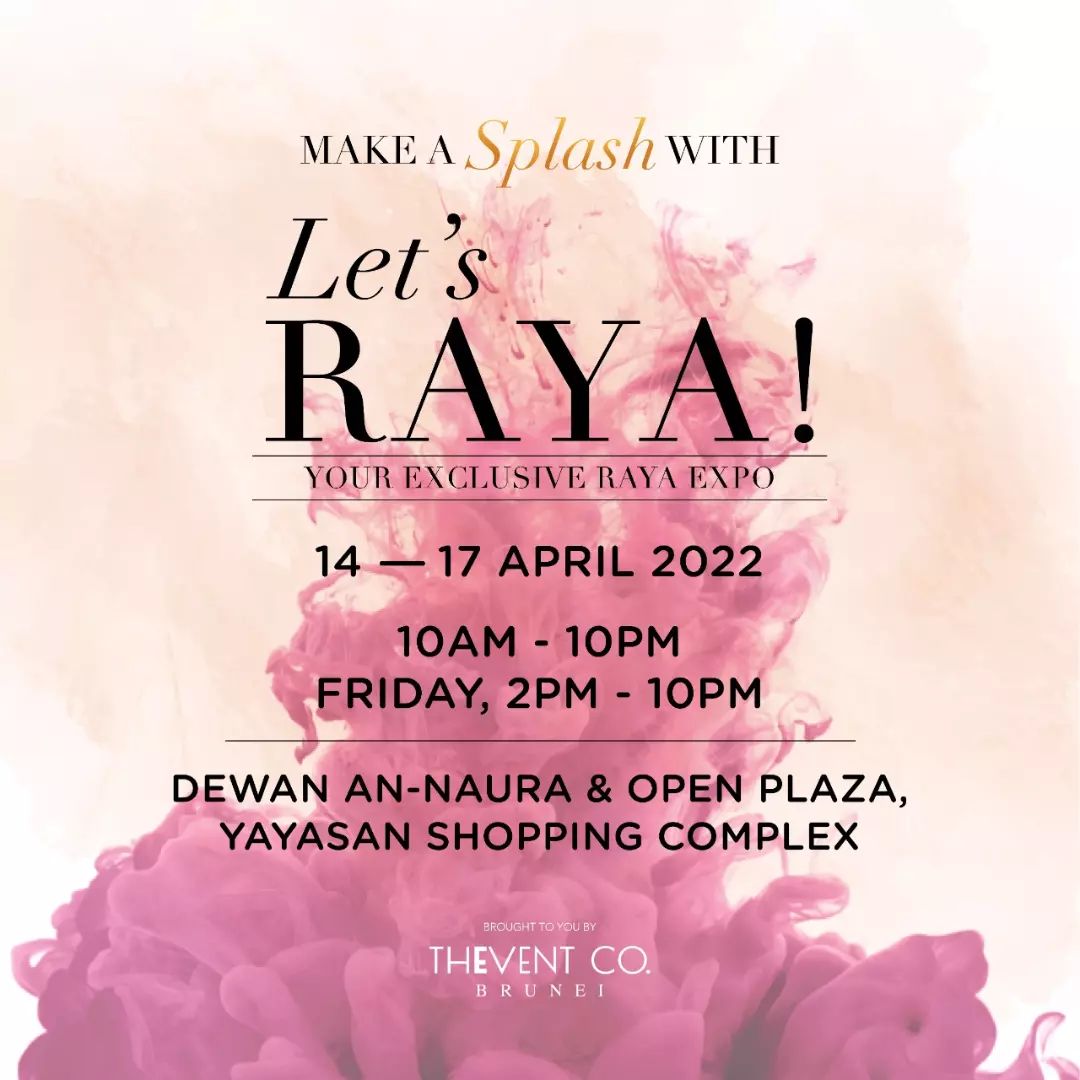 MAKE A Splash WITH
Let's
RAYA!
YOUR EXCLUSIVE RAYA EXPO
14 — 17 APRIL 2022
10AM - 10PM
FRIDAY, 2PM - 10PM
DEWAN AN-NAURA & OPEN PLAZA,
YAYASAN SHOPPING COMPLEX
BROUGHT TO YOU BY
THEVENT CO.
BRUNEI